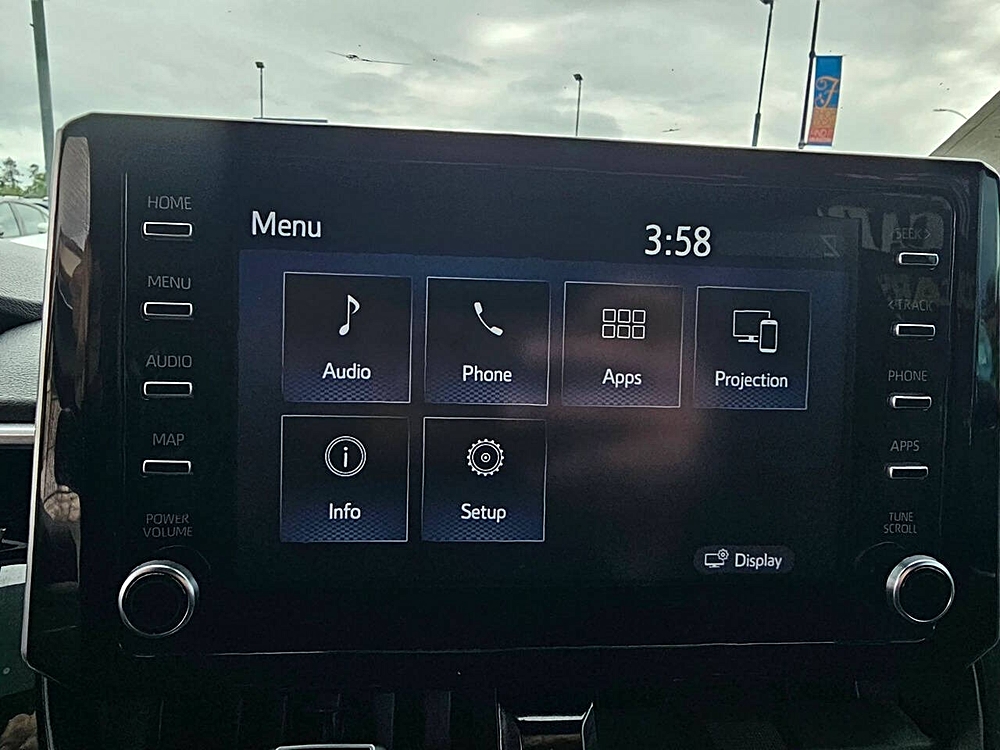 HOME
MENU
AUDIO
MAP
POWER
VOLUME
Menu
3:58
Audio
Phone
Apps
Projection
Info
Setup
Display
SEEK >
< TRACK
PHONE
APPS
TUNE
SCROLL